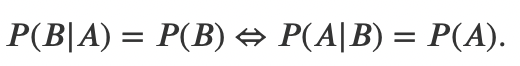 P(B|A) = P(B) ⇔ P(A|B) = P(A).